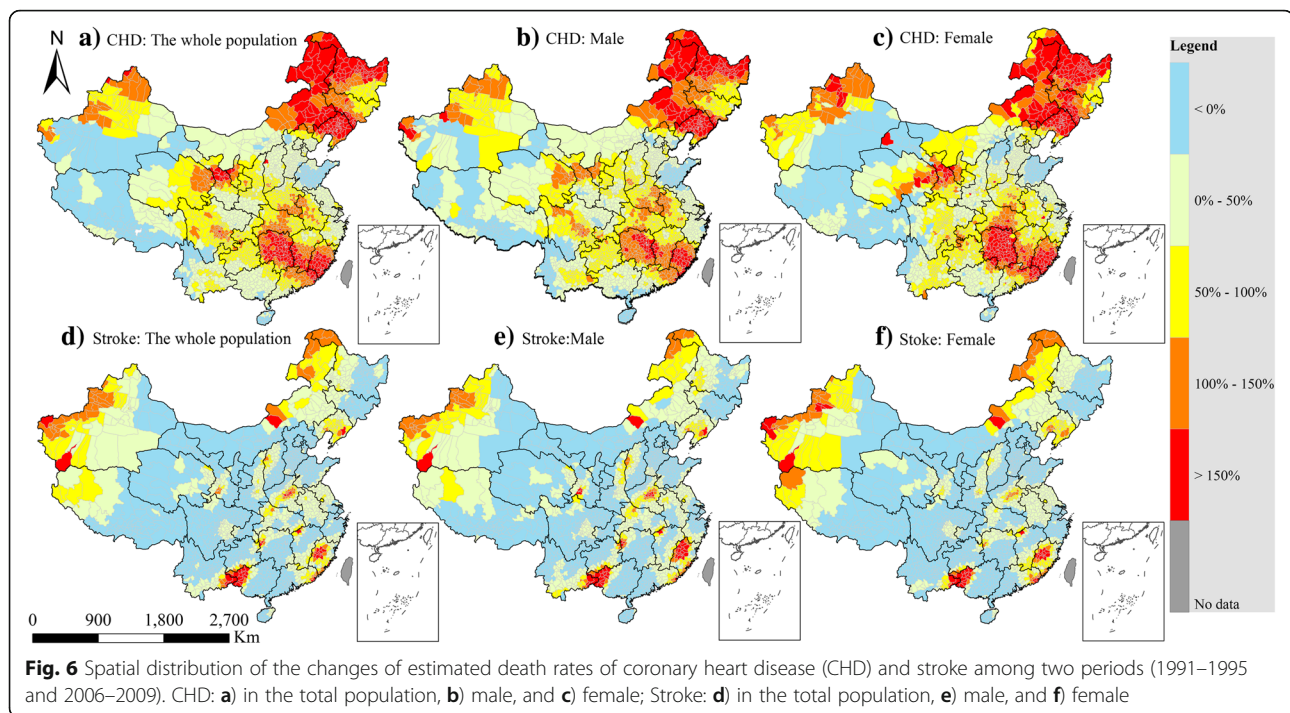 N
a) CHD: The whole population
b) CHD: Male
c) CHD: Female
Legend
< 0%
0% - 50%
50% - 100%
100% - 150%
> 150%
No data
d) Stroke: The whole population
e) Stroke:Male
f) Stoke: Female
0 900 1,800 2,700
Km
Fig. 6 Spatial distribution of the changes of estimated death rates of coronary heart disease (CHD) and stroke among two periods (1991–1995
and 2006–2009). CHD: a) in the total population, b) male, and c) female; Stroke: d) in the total population, e) male, and f) female